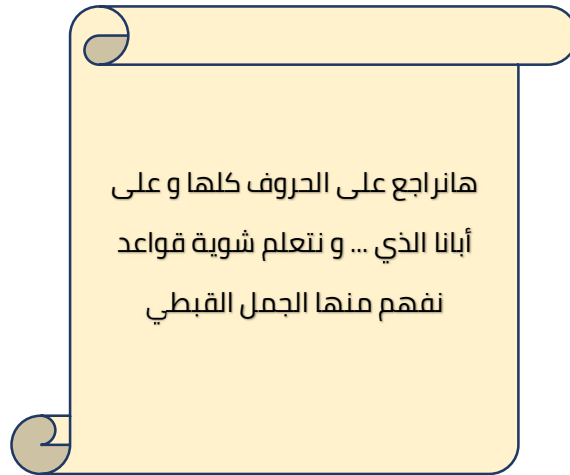 هانراجع على الحروف كلها و على
أبانا الذي ... و نتعلم شوية قواعد
نفهم منها الجمل القبطي